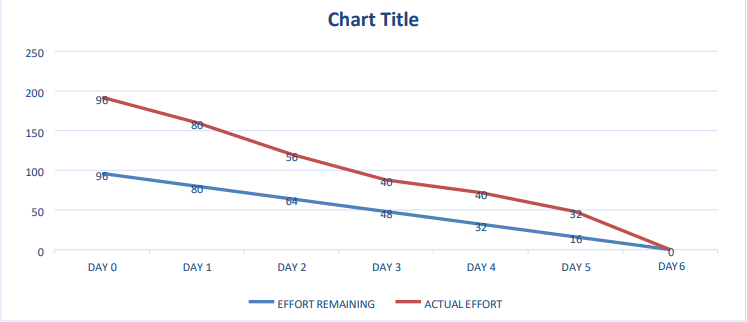 Chart Title
250
200
150
100
50
0
96 80 56 40 40 32
96 80 64 48 32 16 0
DAY 0 DAY 1 DAY 2 DAY 3 DAY 4 DAY 5 DAY 6
EFFORT REMAINING ACTUAL EFFORT